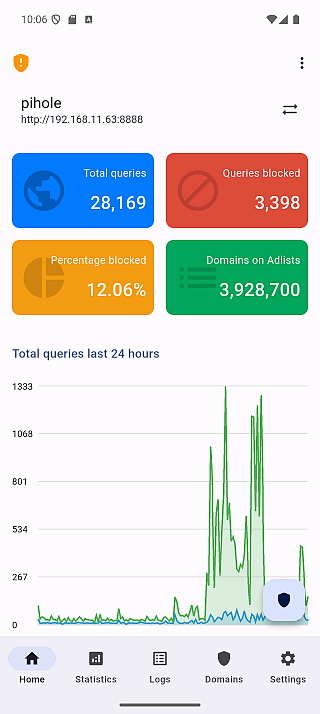 10:06
pihole
http://192.168.11.63:8888
Total queries
28,169
Queries blocked
3,398
Percentage blocked
12.06%
Domains on Adlists
3,928,700
Total queries last 24 hours
1333
1068
801
534
267
0
Home
Statistics
Logs
Domains
Settings